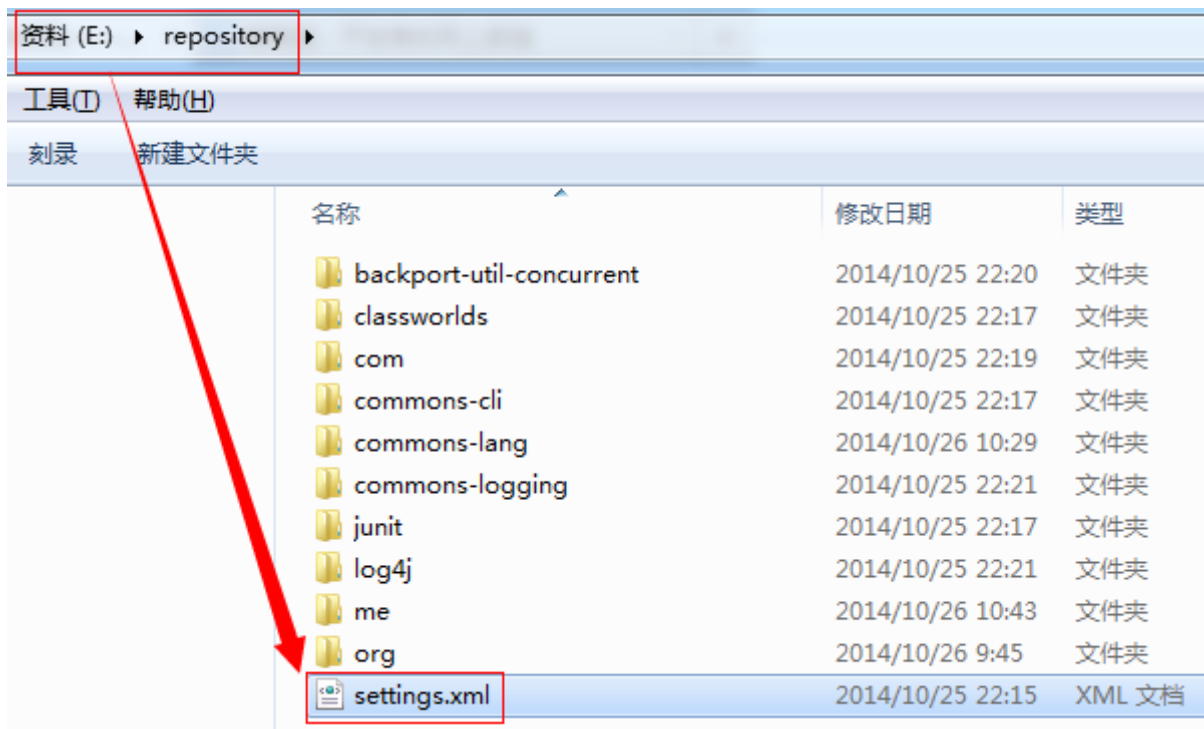 资料 (E:) repository
工具(T) 帮助(H)
刻录 新建文件夹
名称 修改日期 类型
backport-util-concurrent 2014/10/25 22:20 文件夹
classworlds 2014/10/25 22:17 文件夹
com 2014/10/25 22:19 文件夹
commons-cli 2014/10/25 22:17 文件夹
commons-lang 2014/10/26 10:29 文件夹
commons-logging 2014/10/25 22:21 文件夹
junit 2014/10/25 22:17 文件夹
log4j 2014/10/25 22:21 文件夹
me 2014/10/26 10:43 文件夹
org 2014/10/26 9:45 文件夹
settings.xml 2014/10/25 22:15 XML 文档